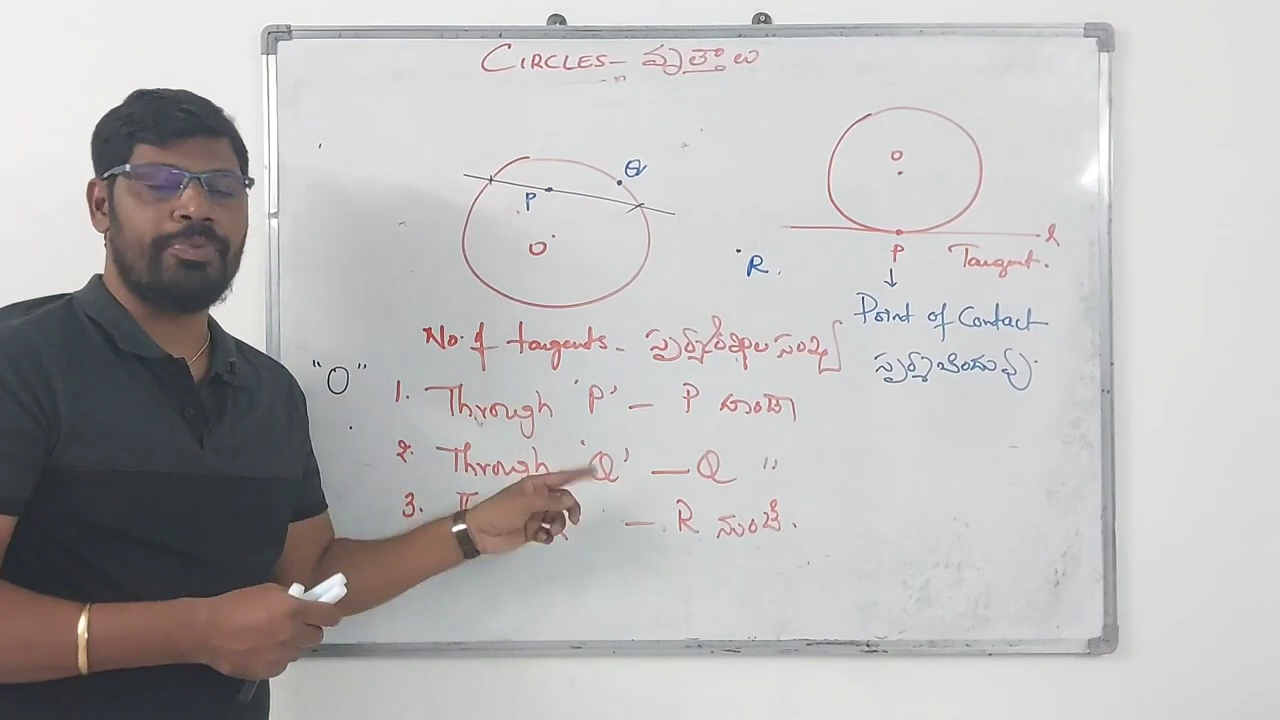 CIRCLES- వృత్తాలు
O
P
Q
O
P
l
R.
Tangent.
↓
Point of Contact
స్పర్శ బిందువు.
No. of tangents - స్పర్శరేఖల సంఖ్య
"O"
1. Through 'P' - P గుండా
2. Through 'Q' - Q "
3. - R నుంచి.